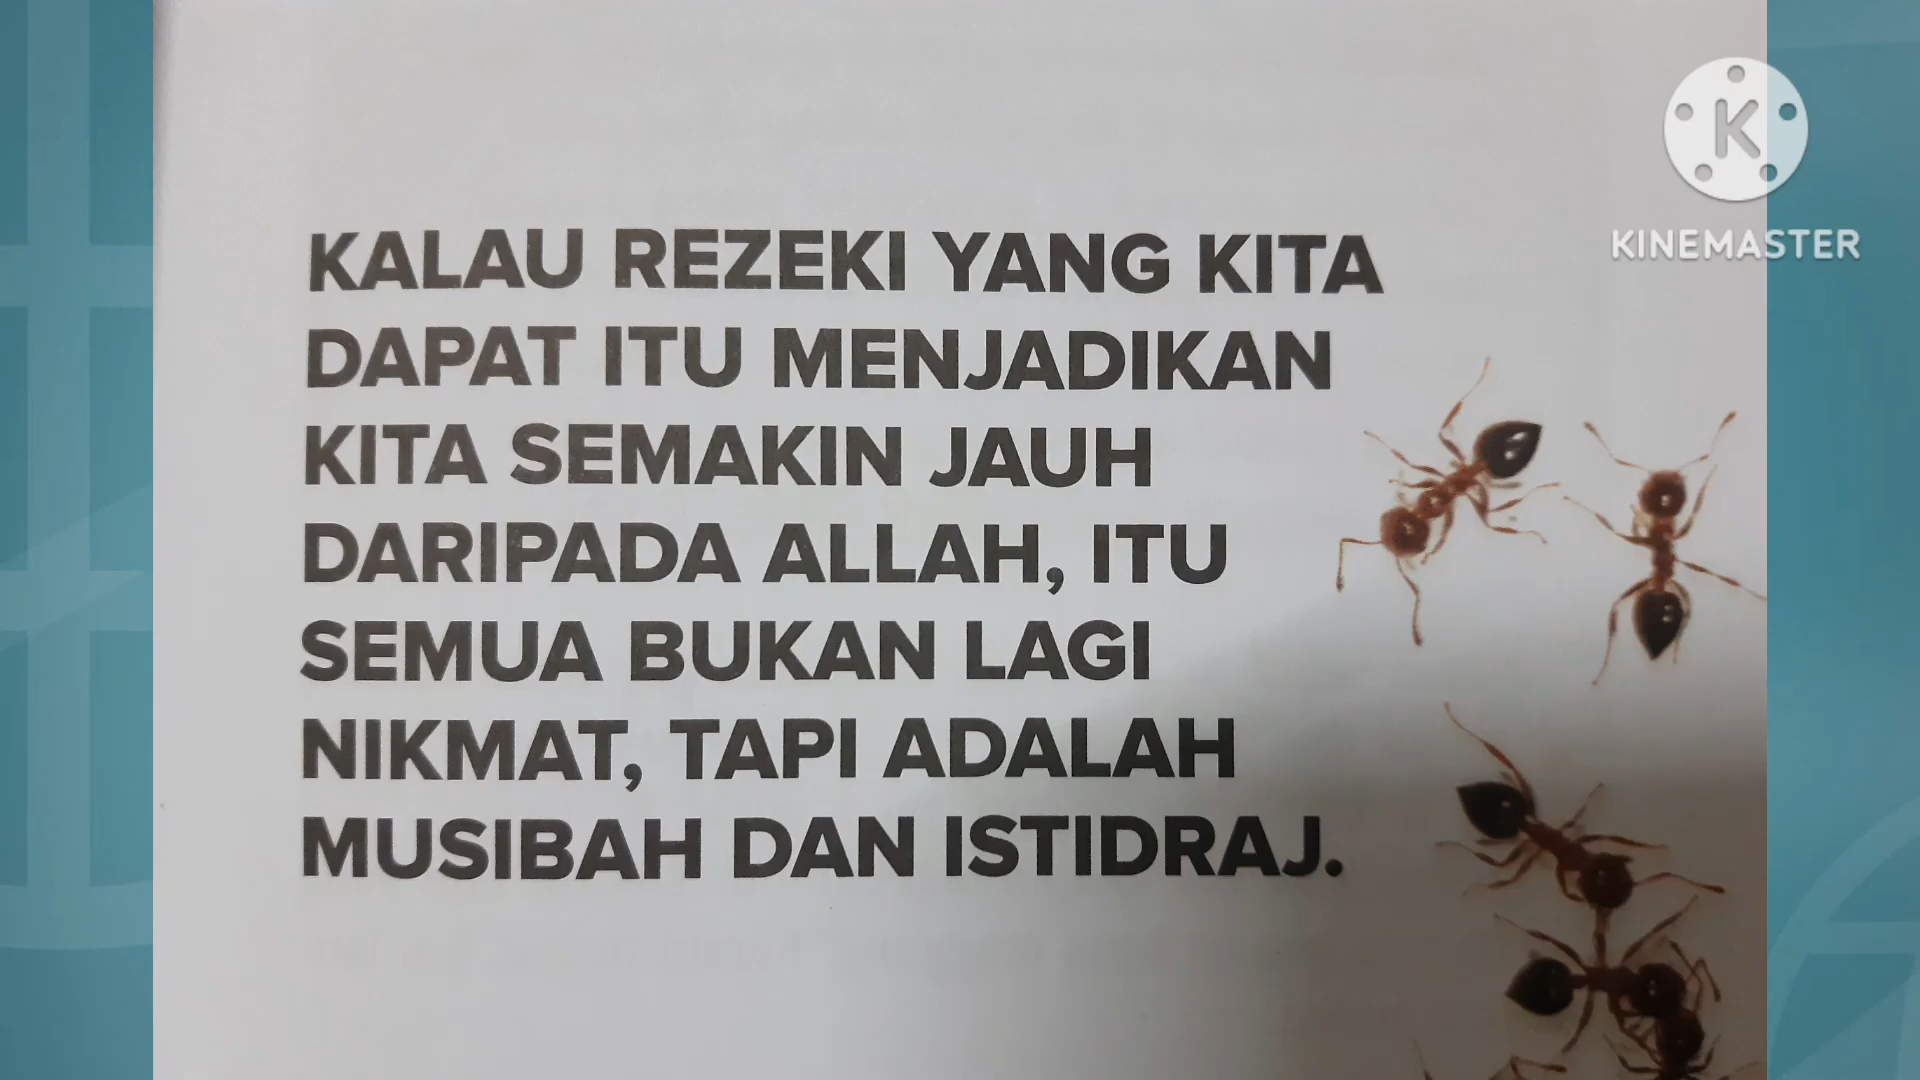 KALAU REZEKI YANG KITA
DAPAT ITU MENJADIKAN
KITA SEMAKIN JAUH
DARIPADA ALLAH, ITU
SEMUA BUKAN LAGI
NIKMAT, TAPI ADALAH
MUSIBAH DAN ISTIDRAJ.
K
KINEMASTER